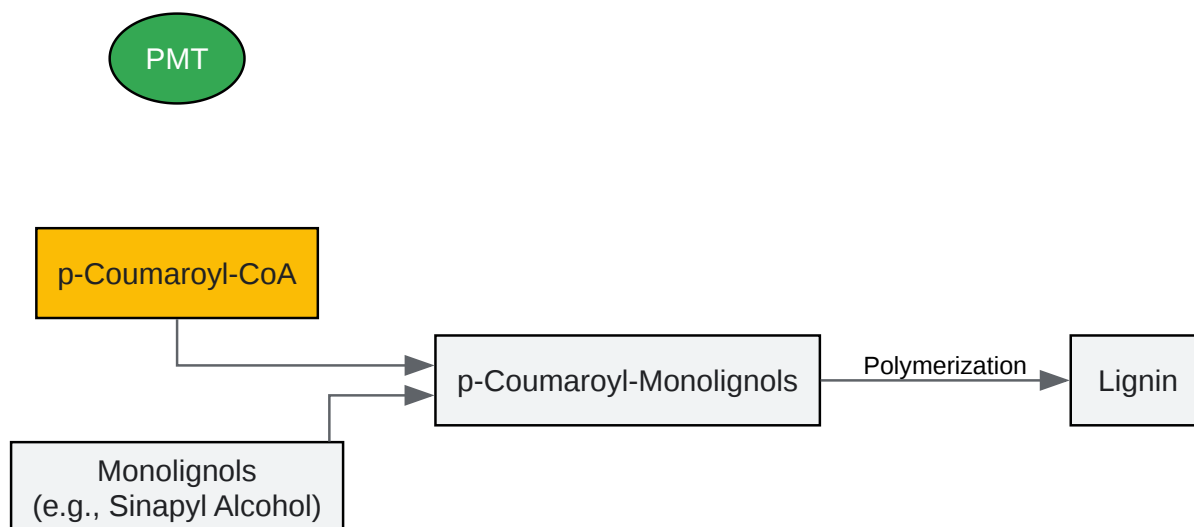 PMT
p-Coumaroyl-CoA
p-Coumaroyl-Monolignols
Polymerization
Lignin
Monolignols
(e.g., Sinapyl Alcohol)